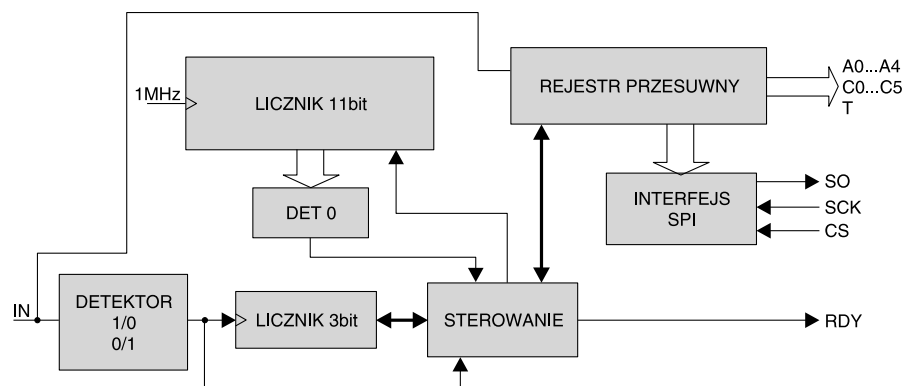 1MHz
LICZNIK 11bit
REJESTR PRZESUWNY
A0...A4
C0...C5
T
DET 0
INTERFEJS
SPI
SO
SCK
CS
IN
DETEKTOR
1/0
0/1
LICZNIK 3bit
STEROWANIE
RDY